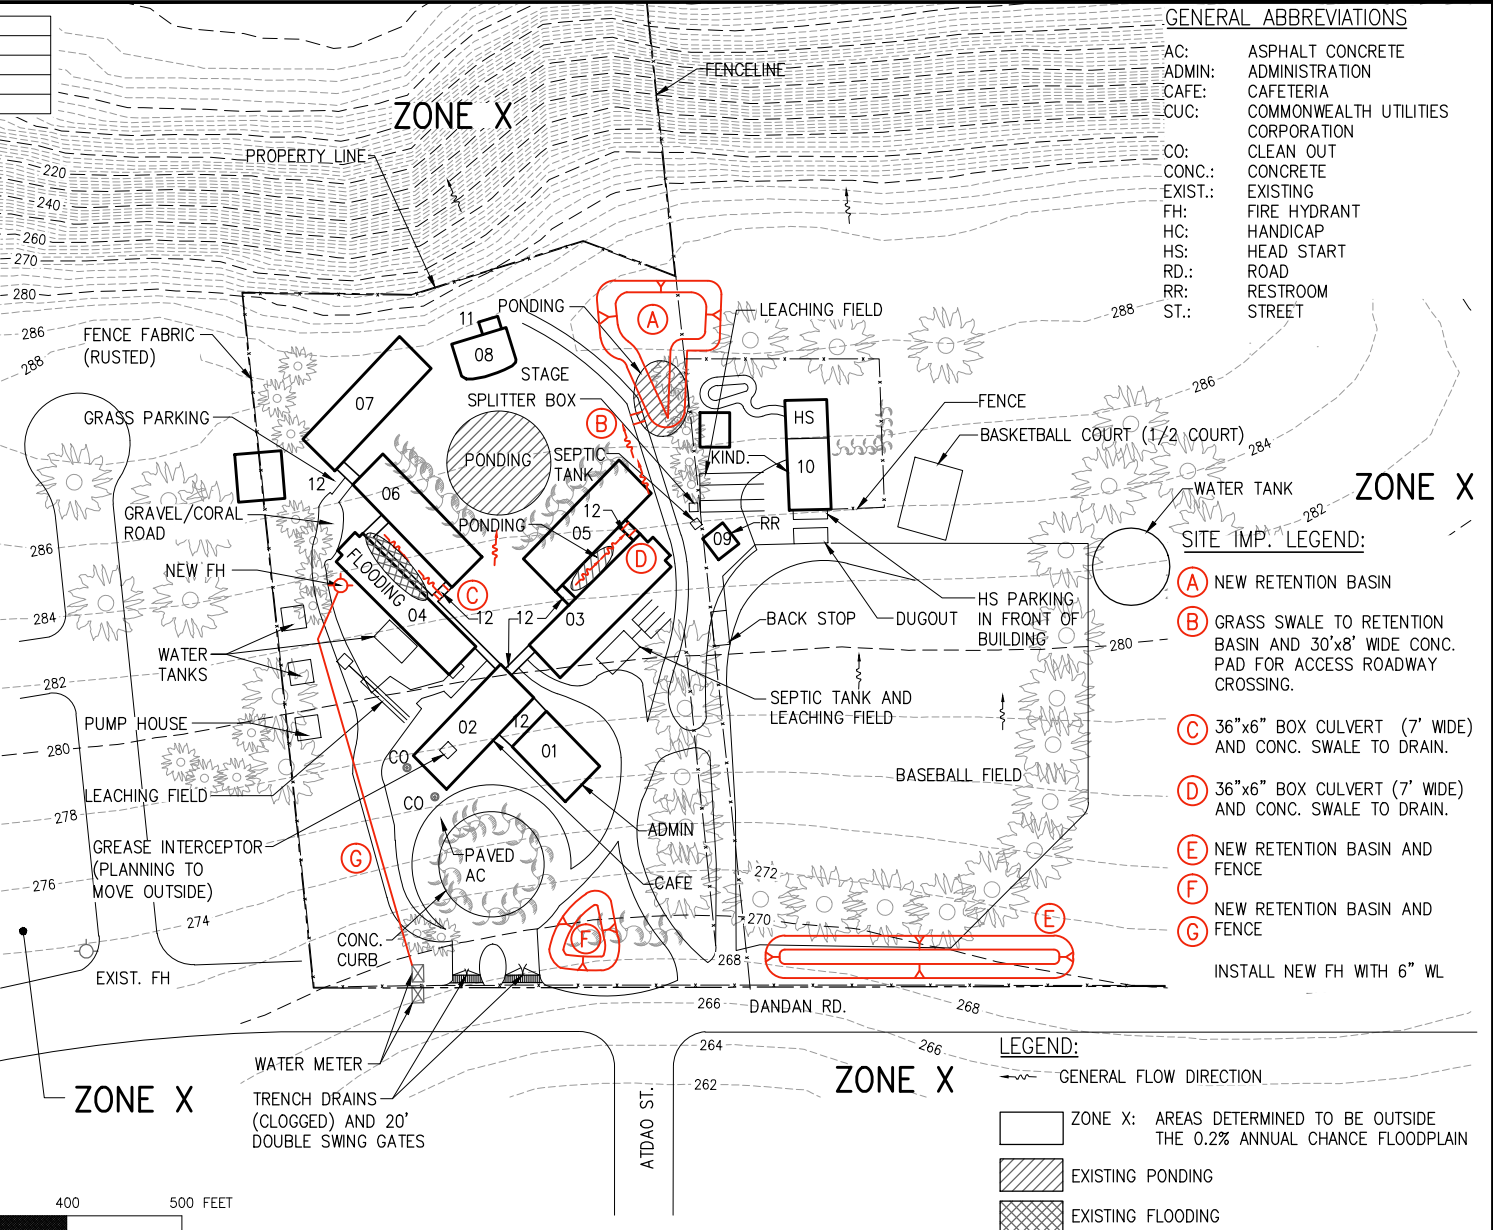 GENERAL ABBREVIATIONS
AC: ASPHALT CONCRETE
ADMIN: ADMINISTRATION
CAFE: CAFETERIA
CUC: COMMONWEALTH UTILITIES
CORPORATION
CO: CLEAN OUT
CONC.: CONCRETE
EXIST.: EXISTING
FH: FIRE HYDRANT
HC: HANDICAP
HS: HEAD START
RD.: ROAD
RR: RESTROOM
ST.: STREET
FENCELINE
ZONE X
PROPERTY LINE
220
240
260
270
280
286
288
FENCE FABRIC
(RUSTED)
11
08
PONDING
A
LEACHING FIELD
288
STAGE
07
SPLITTER BOX
286
GRASS PARKING
B
HS
FENCE
BASKETBALL COURT (1/2 COURT)
284
SEPTIC
TANK
KIND.
10
PONDING
12
06
WATER TANK
ZONE X
282
GRAVEL/CORAL
ROAD
PONDING
12
05
RR
09
286
SITE IMP. LEGEND:
A NEW RETENTION BASIN
B GRASS SWALE TO RETENTION
BASIN AND 30'x8' WIDE CONC.
PAD FOR ACCESS ROADWAY
CROSSING.
C 36"x6" BOX CULVERT (7' WIDE)
AND CONC. SWALE TO DRAIN.
D 36"x6" BOX CULVERT (7' WIDE)
AND CONC. SWALE TO DRAIN.
E NEW RETENTION BASIN AND
FENCE
F
NEW RETENTION BASIN AND
G FENCE
INSTALL NEW FH WITH 6" WL
NEW FH
FLOODING
D
C
04
12
12
03
284
BACK STOP
DUGOUT
HS PARKING
IN FRONT OF
BUILDING
280
WATER
TANKS
282
SEPTIC TANK AND
LEACHING FIELD
PUMP HOUSE
02
12
01
280
CO
BASEBALL FIELD
LEACHING FIELD
CO
278
ADMIN
GREASE INTERCEPTOR
(PLANNING TO
MOVE OUTSIDE)
G
PAVED
AC
CAFE
272
276
274
270
E
F
CONC.
CURB
268
EXIST. FH
266
DANDAN RD.
268
264
266
262
WATER METER
TRENCH DRAINS
(CLOGGED) AND 20'
DOUBLE SWING GATES
ZONE X
ATDAO ST.
ZONE X
LEGEND:
GENERAL FLOW DIRECTION
ZONE X: AREAS DETERMINED TO BE OUTSIDE
THE 0.2% ANNUAL CHANCE FLOODPLAIN
EXISTING PONDING
EXISTING FLOODING
400
500 FEET